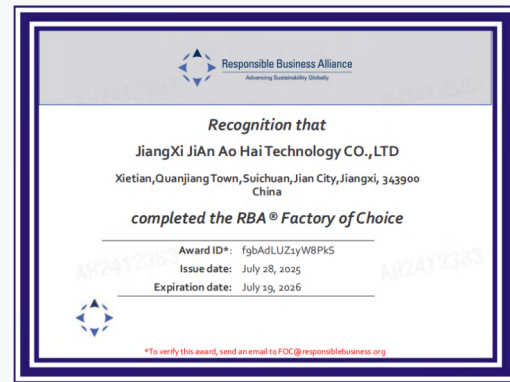 Responsible Business Alliance
Advancing Sustainability Globally
Recognition that
JiangXi JiAn Ao Hai Technology CO.,LTD
Xietian,Quanjiang Town,Suichuan,Jian City,Jiangxi, 343900
China
completed the RBA® Factory of Choice
Award ID*: f9bAdLUZ1yW8PkS
Issue date: July 28, 2025
Expiration date: July 19, 2026
AH2412383
AH2412383
*To verify this award, send an email to FOC@responsiblebusiness.org